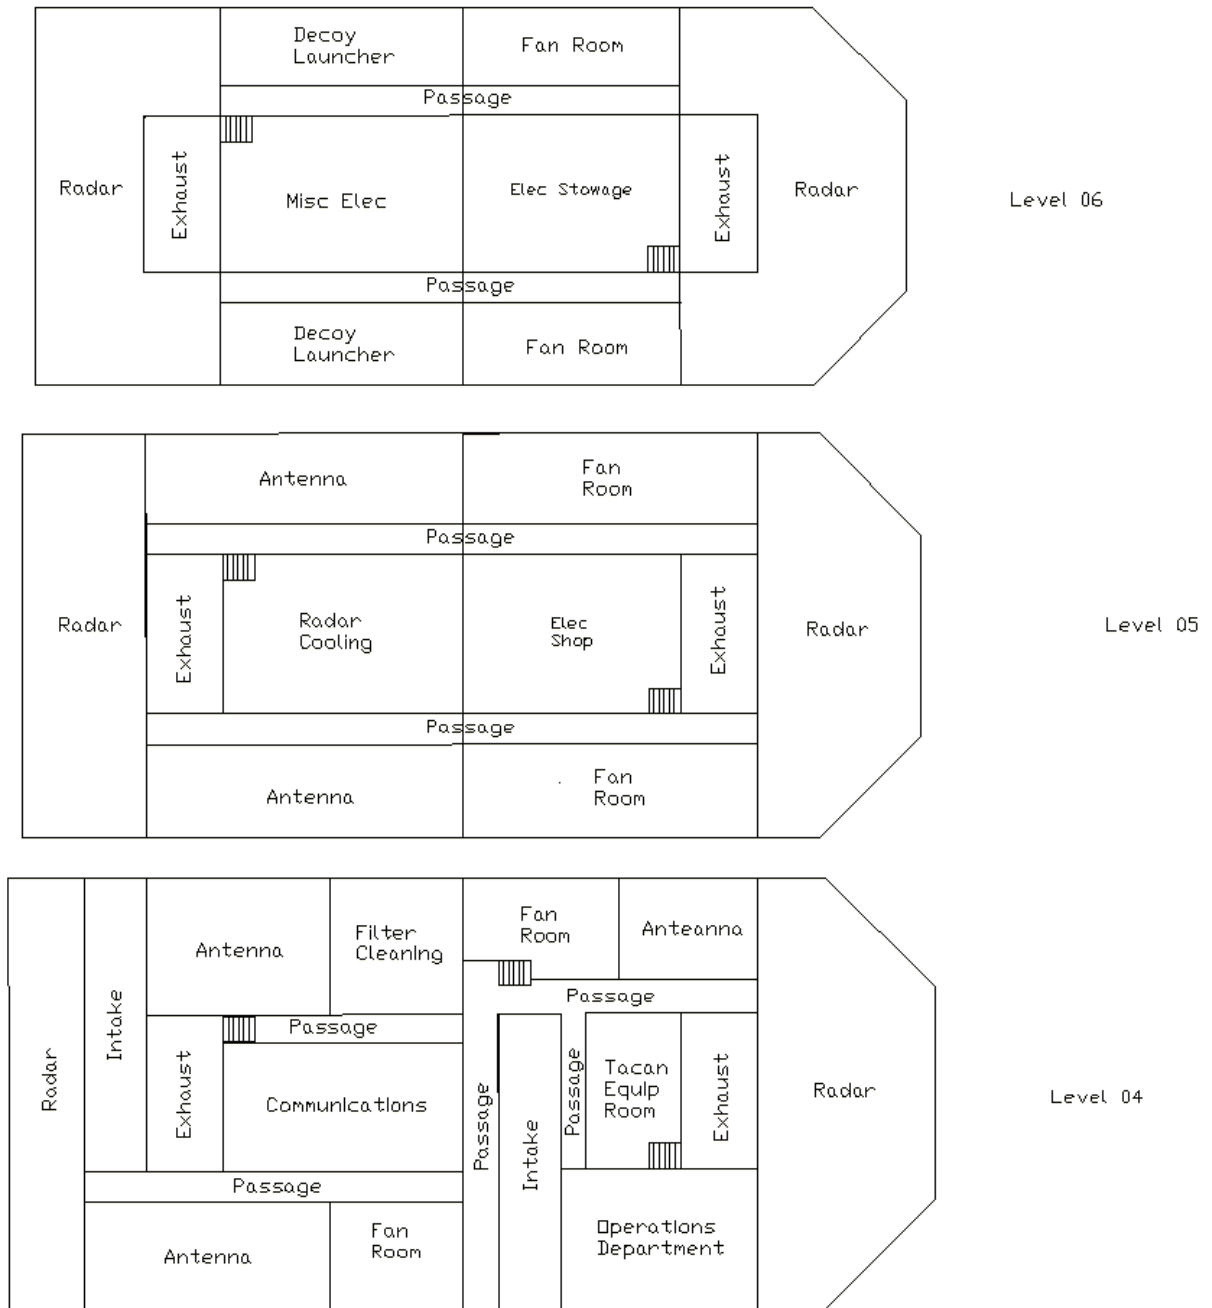 Decoy
Launcher
Fan Room
Passage
Radar
Exhaust
Misc Elec
Elec Stowage
Exhaust
Radar
Level 06
Passage
Decoy
Launcher
Fan Room
Antenna
Fan
Room
Passage
Radar
Exhaust
Radar
Cooling
Elec
Shop
Exhaust
Radar
Level 05
Passage
Antenna
Fan
Room
Antenna
Filter
Cleaning
Fan
Room
Anteanna
Passage
Passage
Radar
Intake
Exhaust
Communications
Passage
Intake
Passage
Tacan
Equip
Room
Exhaust
Radar
Level 04
Passage
Antenna
Fan
Room
Operations
Department